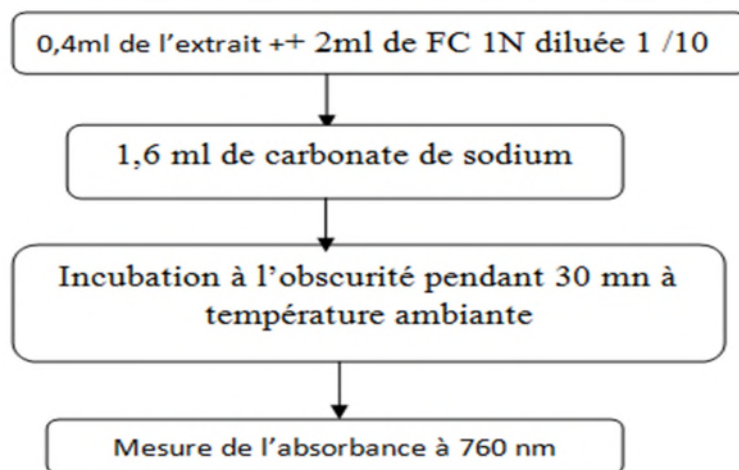 0,4ml de l’extrait ++ 2ml de FC 1N diluée 1 /10
1,6 ml de carbonate de sodium
Incubation à l’obscurité pendant 30 mn à
température ambiante
Mesure de l’absorbance à 760 nm